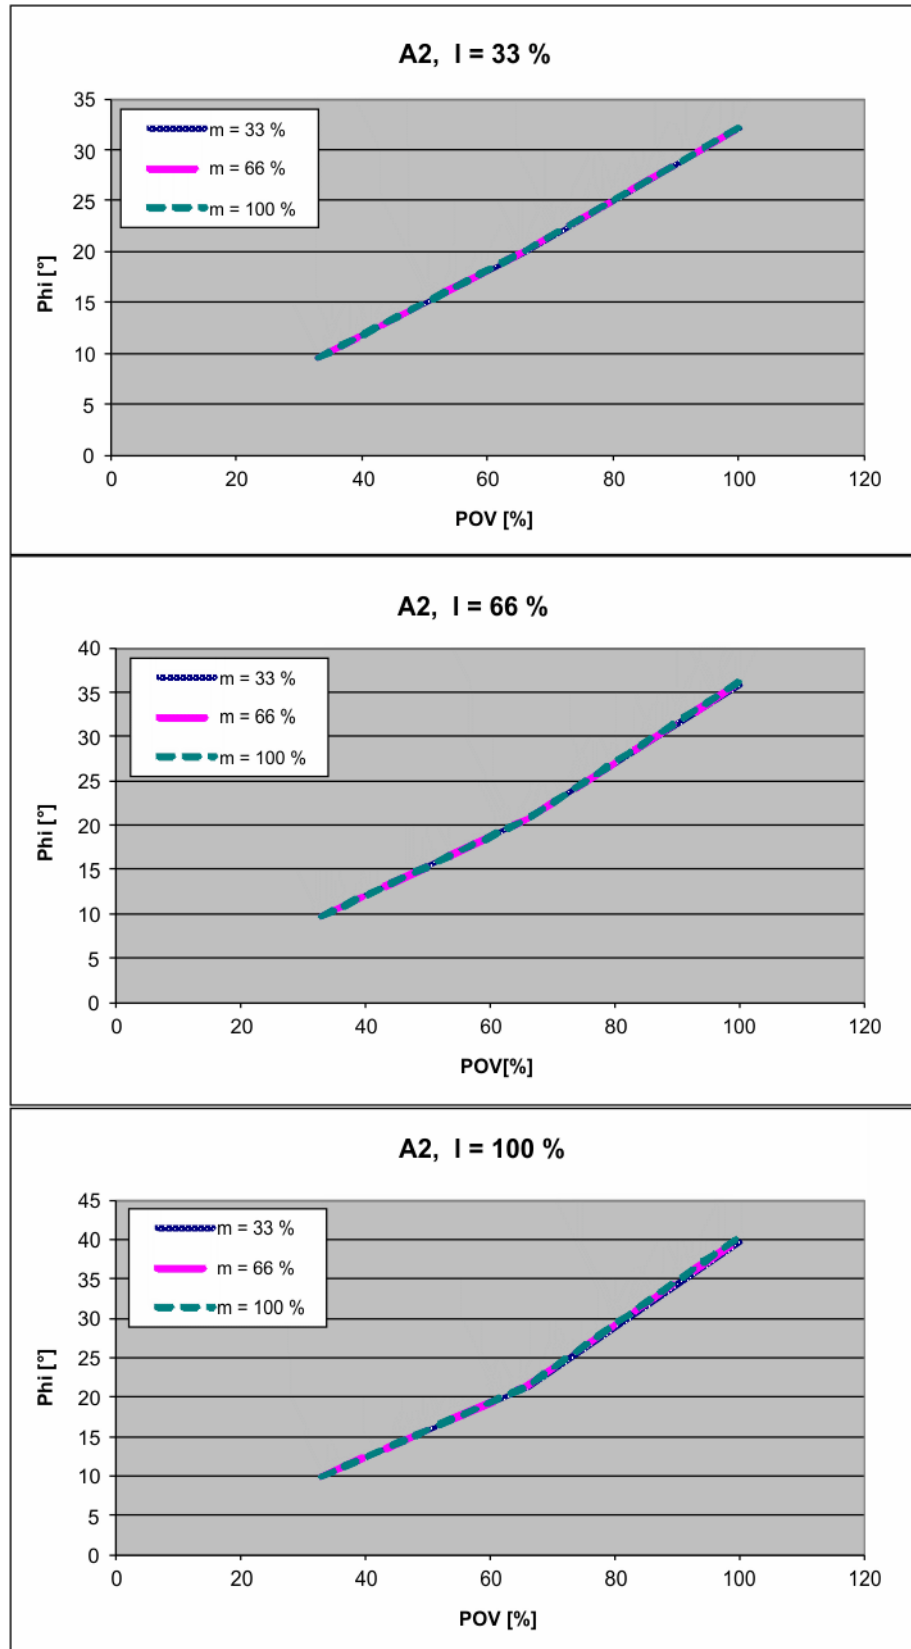 A2, l = 33 %
35
30
25
20
15
10
5
0
m = 33 %
m = 66 %
m = 100 %
Phi [°]
0 20 40 60 80 100 120
POV [%]
A2, l = 66 %
40
35
30
25
20
15
10
5
0
m = 33 %
m = 66 %
m = 100 %
Phi [°]
0 20 40 60 80 100 120
POV[%]
A2, l = 100 %
45
40
35
30
25
20
15
10
5
0
m = 33 %
m = 66 %
m = 100 %
Phi [°]
0 20 40 60 80 100 120
POV [%]